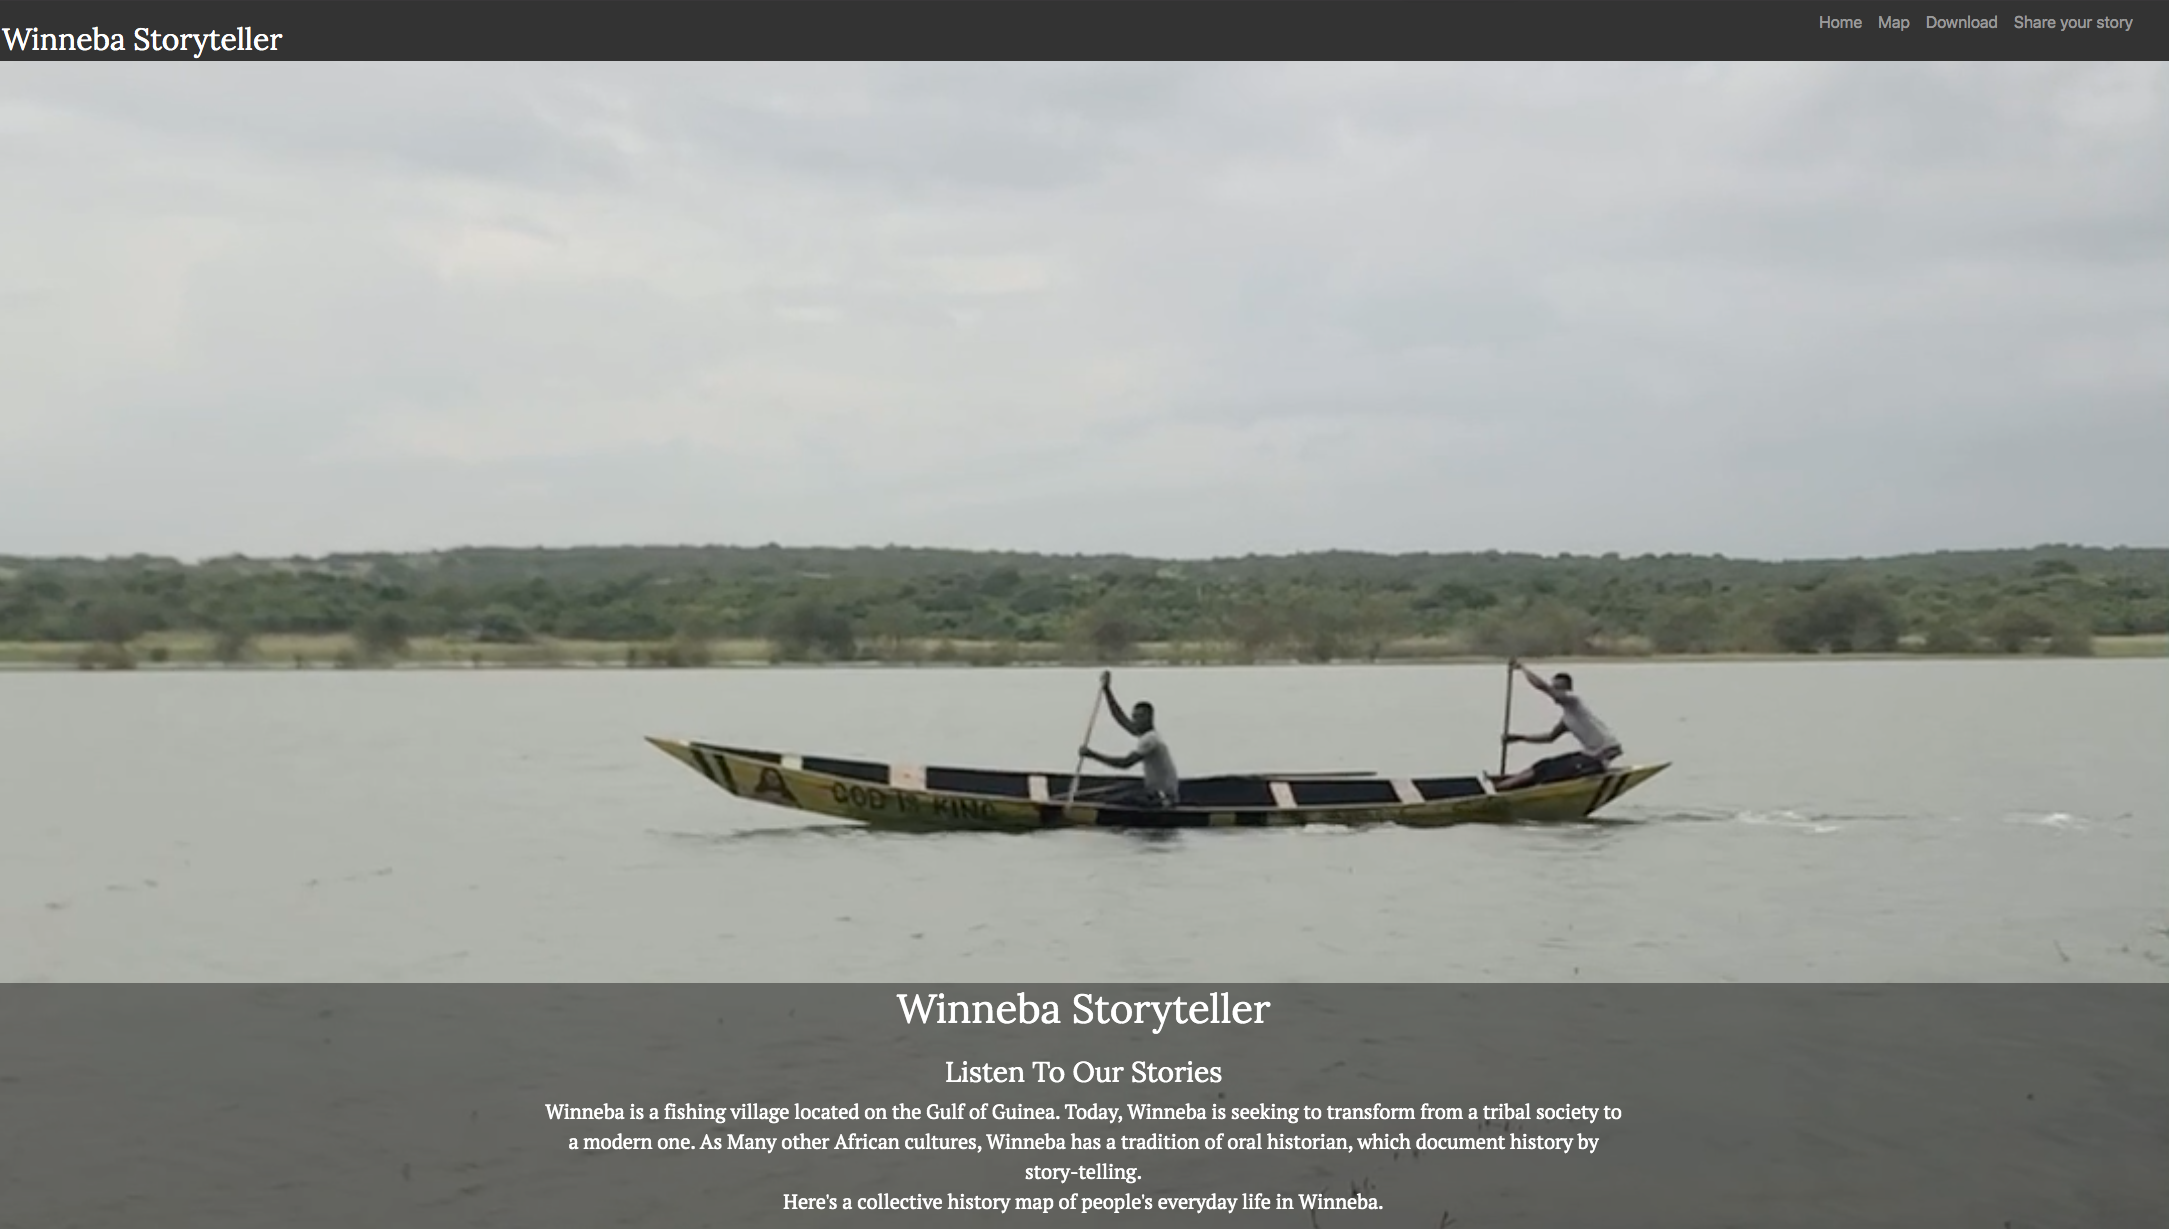 Winneba Storyteller
Home Map Download Share your story
GOD IS KING
Winneba Storyteller
Listen To Our Stories
Winneba is a fishing village located on the Gulf of Guinea. Today, Winneba is seeking to transform from a tribal society to
a modern one. As Many other African cultures, Winneba has a tradition of oral historian, which document history by
story-telling.
Here's a collective history map of people's everyday life in Winneba.